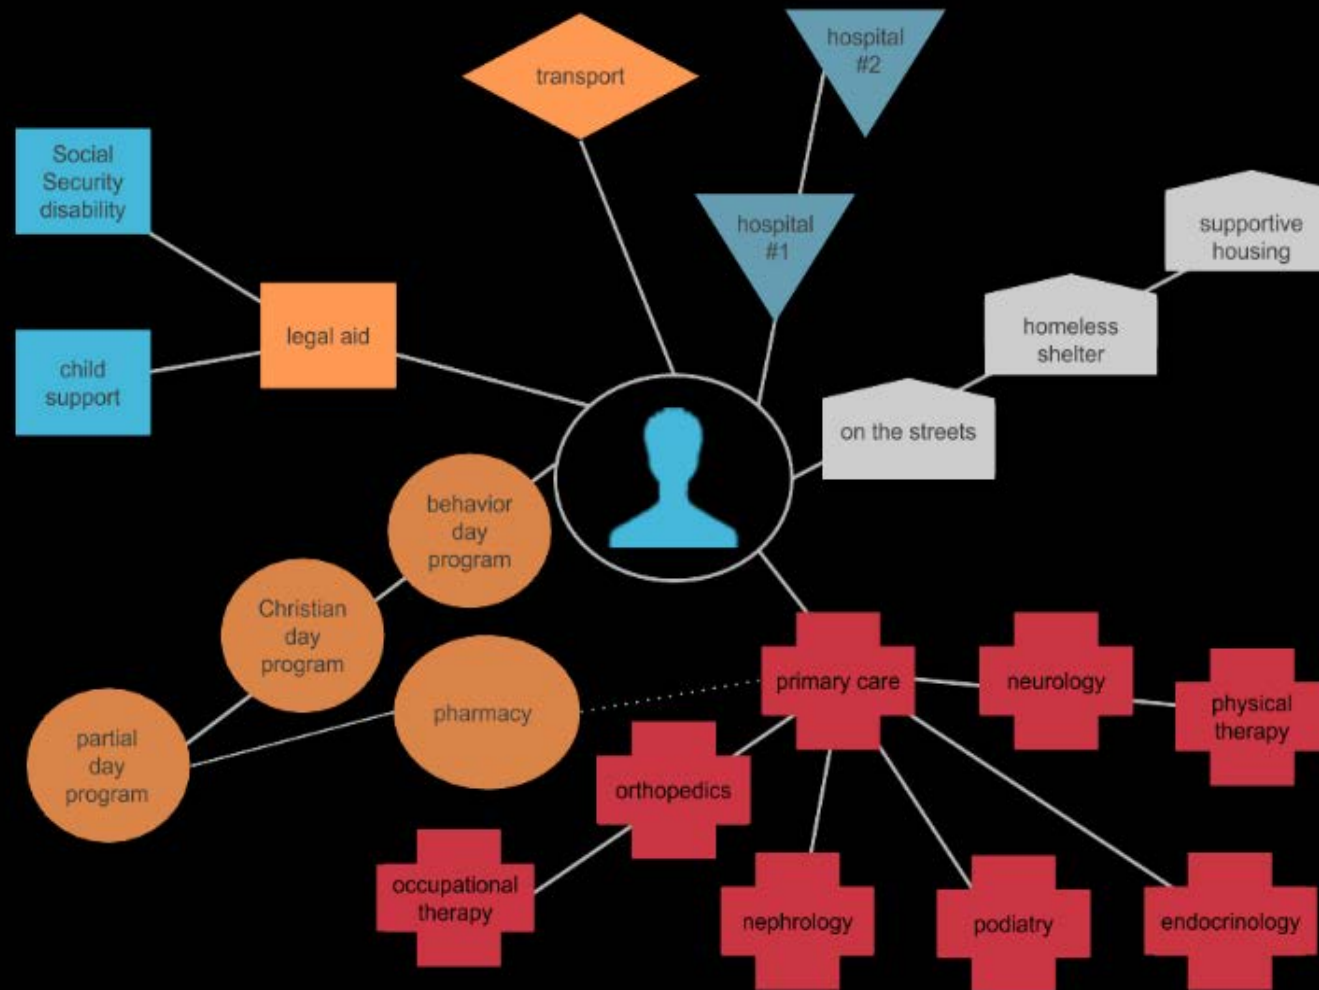 transport
hospital
#2
Social
Security
disability
hospital
#1
supportive
housing
legal aid
homeless
shelter
child
support
on the streets
behavior
day
program
Christian
day
program
primary care
neurology
physical
therapy
pharmacy
partial
day
program
orthopedics
occupational
therapy
nephrology
podiatry
endocrinology